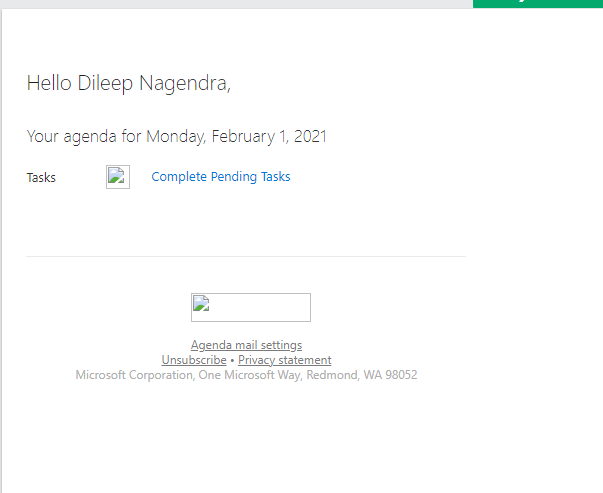 Hello Dileep Nagendra,
Your agenda for Monday, February 1, 2021
Tasks Complete Pending Tasks
Agenda mail settings
Unsubscribe • Privacy statement
Microsoft Corporation, One Microsoft Way, Redmond, WA 98052